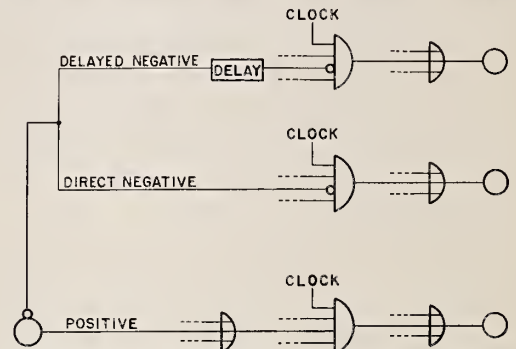 CLOCK
DELAYED NEGATIVE
DELAY
CLOCK
DIRECT NEGATIVE
CLOCK
POSITIVE